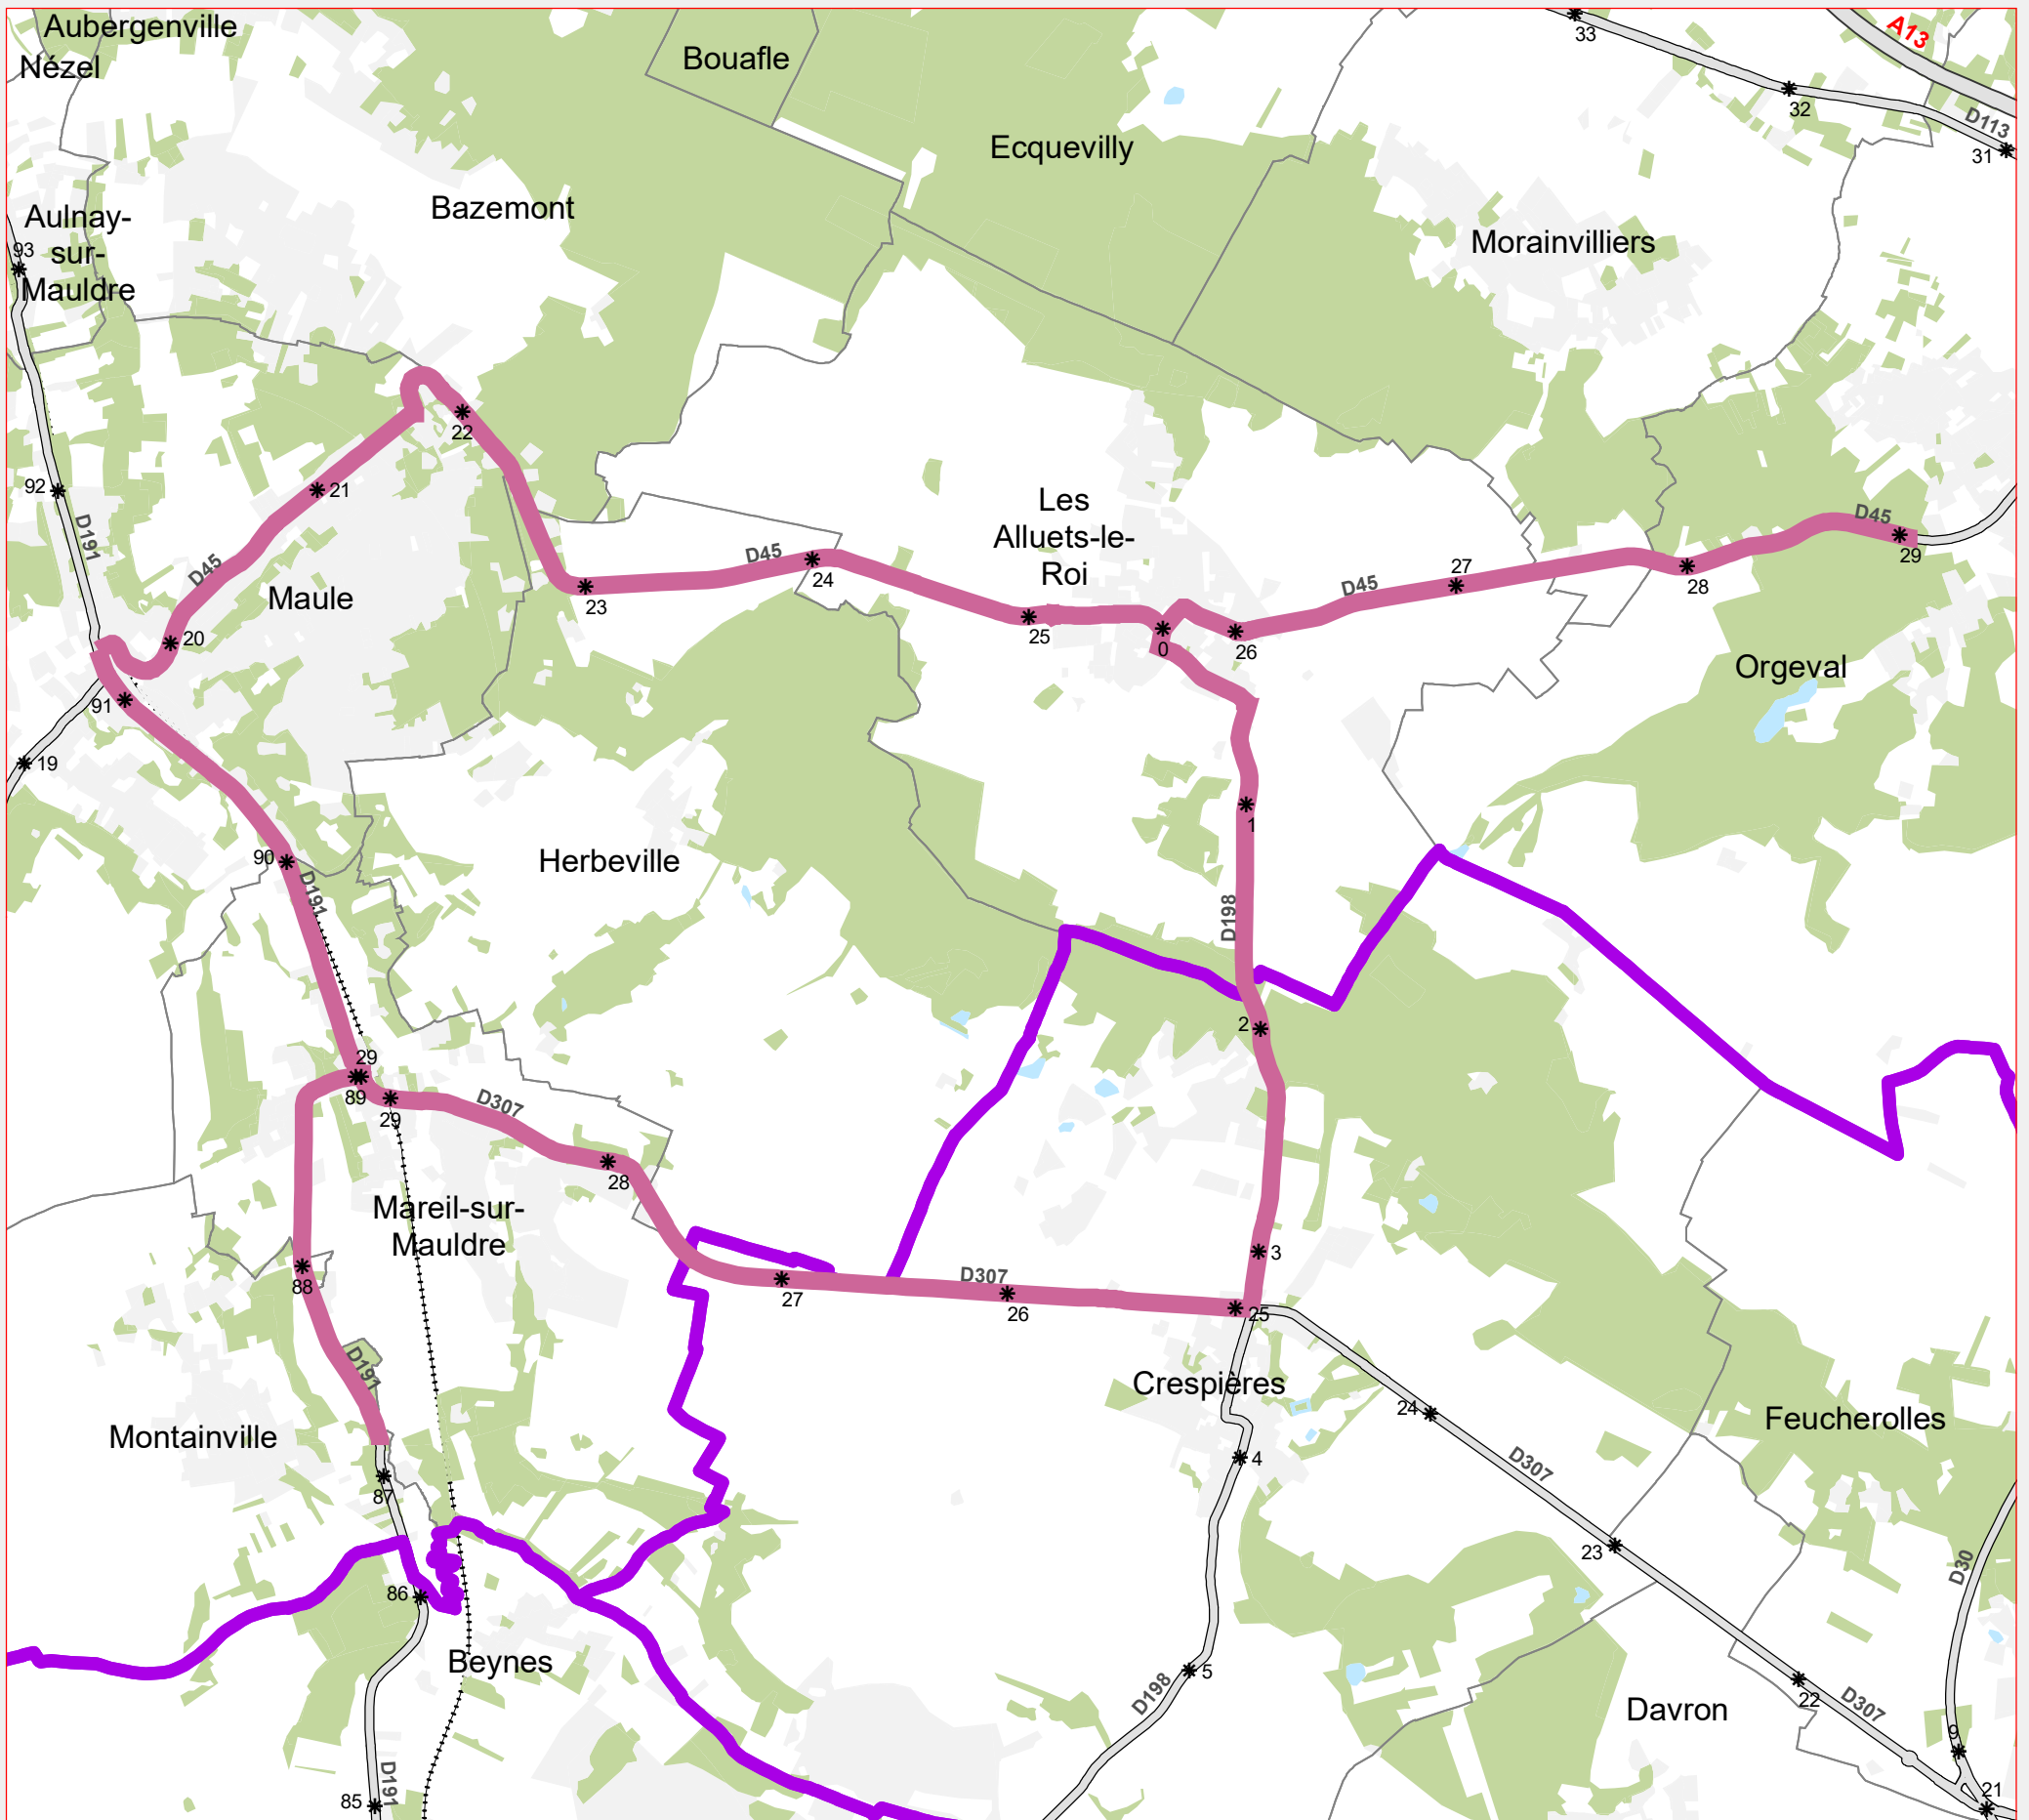 Aubergenville
Nézel
Bouafle
33
A13
32
D113
31
Ecquevilly
Bazemont
Aulnay-
sur-
Mauldre
93
Morainvilliers
22
92
21
D191
Les
Alluets-le-
Roi
D45
D45
24
23
25
0
26
27
D45
28
D45
29
D45
Maule
20
91
19
Orgeval
1
Herbeville
90
D191
D198
2
29
89
29
D307
28
Mareil-sur-
Mauldre
88
3
27
D307
26
25
D191
Crespières
24
Montainville
4
Feucherolles
87
D307
23
86
D30
Beynes
5
D198
Davron
22
D307
9
21
85
D191